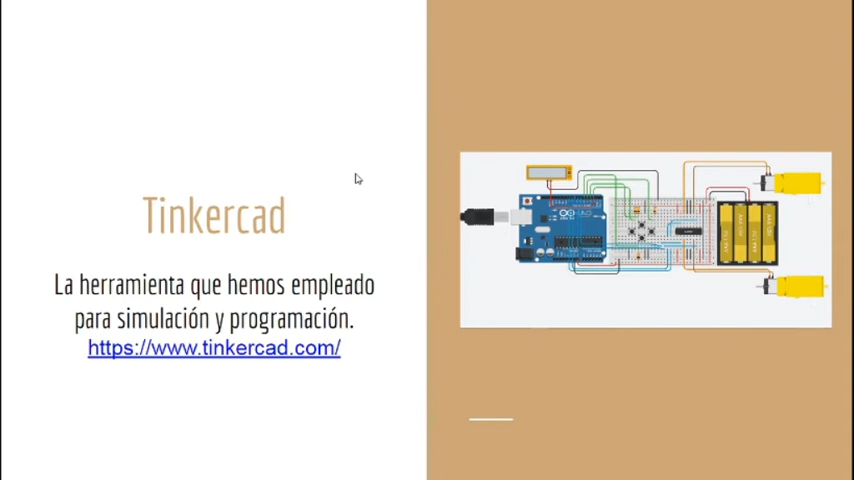 Tinkercad
La herramienta que hemos empleado
para simulación y programación.
https://www.tinkercad.com/